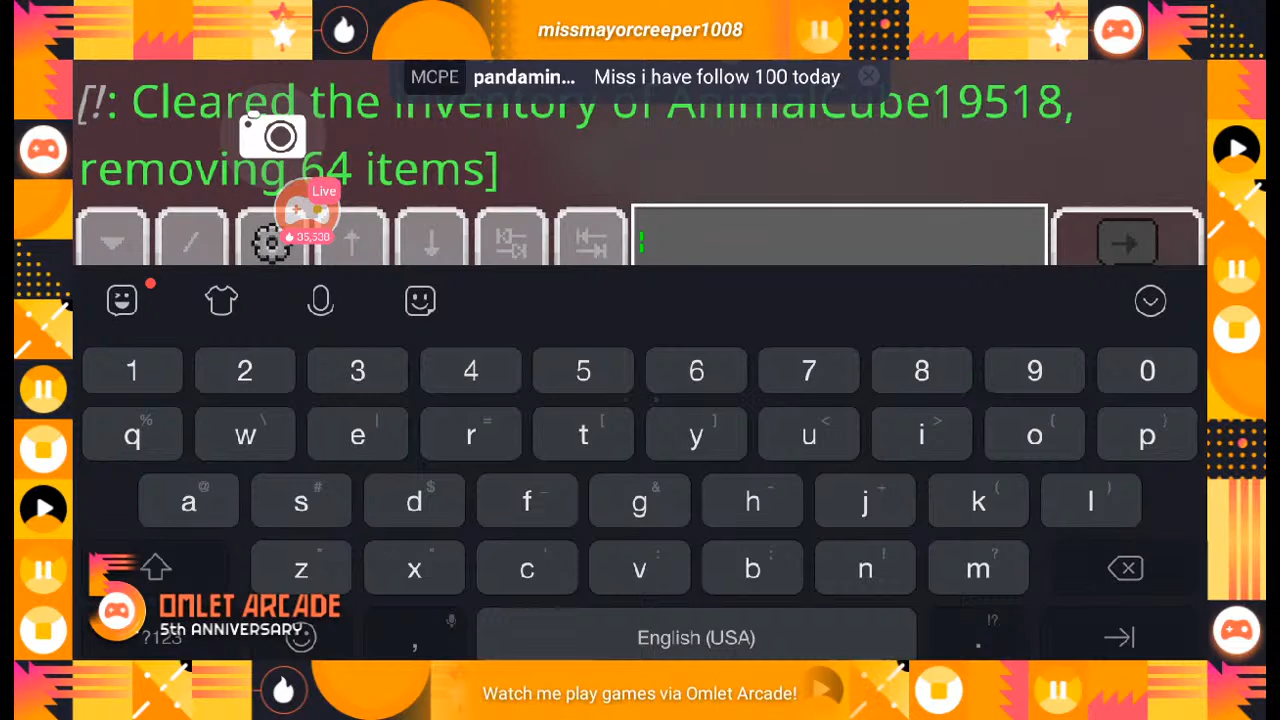 missmayorcreeper1008
MCPE pandamin... Miss i have follow 100 today
[!: Cleared the inventory of AnimalCube19518,
removing 64 items]
Live
35,530
/
1 2 3 4 5 6 7 8 9 0
% \ | = [ ] < > { }
q w e r t y u i o p
@ # $ _ & - + ( )
a s d f g h j k l
z x c v b n m
OMLET ARCADE
5th ANNIVERSARY
?123 , English (USA) . !?
Watch me play games via Omlet Arcade!